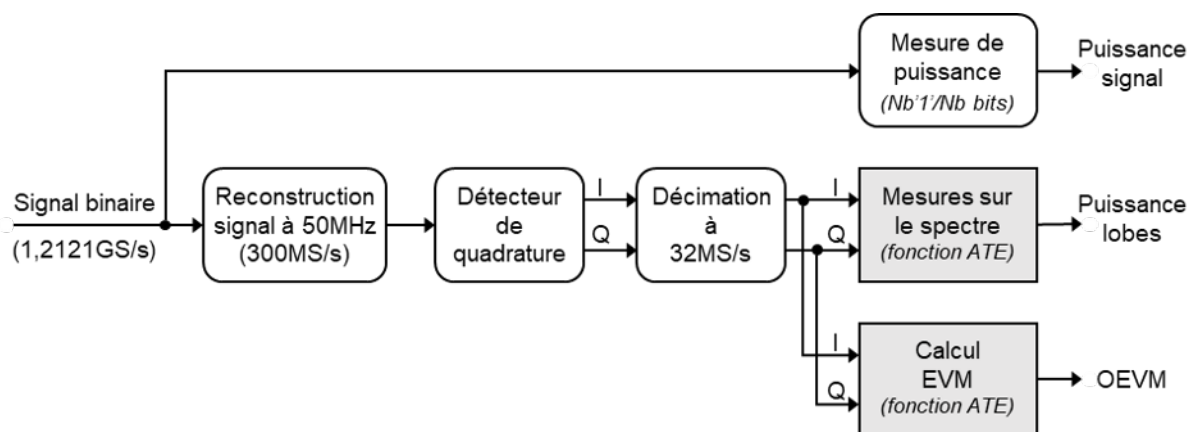 Mesure de
puissance
(Nb'1'/Nb bits)
Puissance
signal
Signal binaire
(1,2121GS/s)
Reconstruction
signal à 50MHz
(300MS/s)
Détecteur
de
quadrature
I
Q
Décimation
à
32MS/s
I
Q
Mesures sur
le spectre
(fonction ATE)
Puissance
lobes
I
Q
Calcul
EVM
(fonction ATE)
OEVM